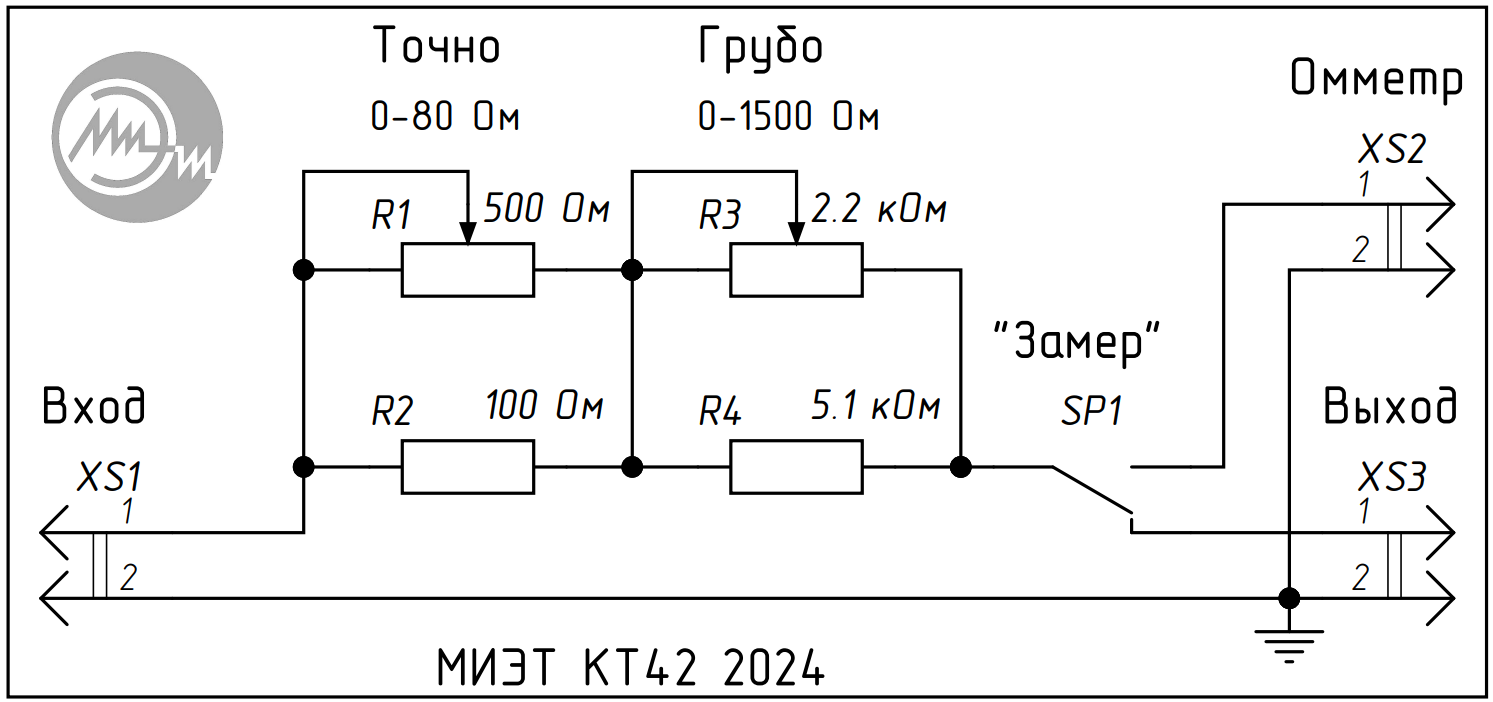 Точно
0-80 Ом
Грубо
0-1500 Ом
Омметр
XS2
1
2
R1
500 Ом
R3
2.2 кОм
"Замер"
SP1
Вход
XS1
1
2
R2
100 Ом
R4
5.1 кОм
Выход
XS3
1
2
МИЭТ КТ42 2024